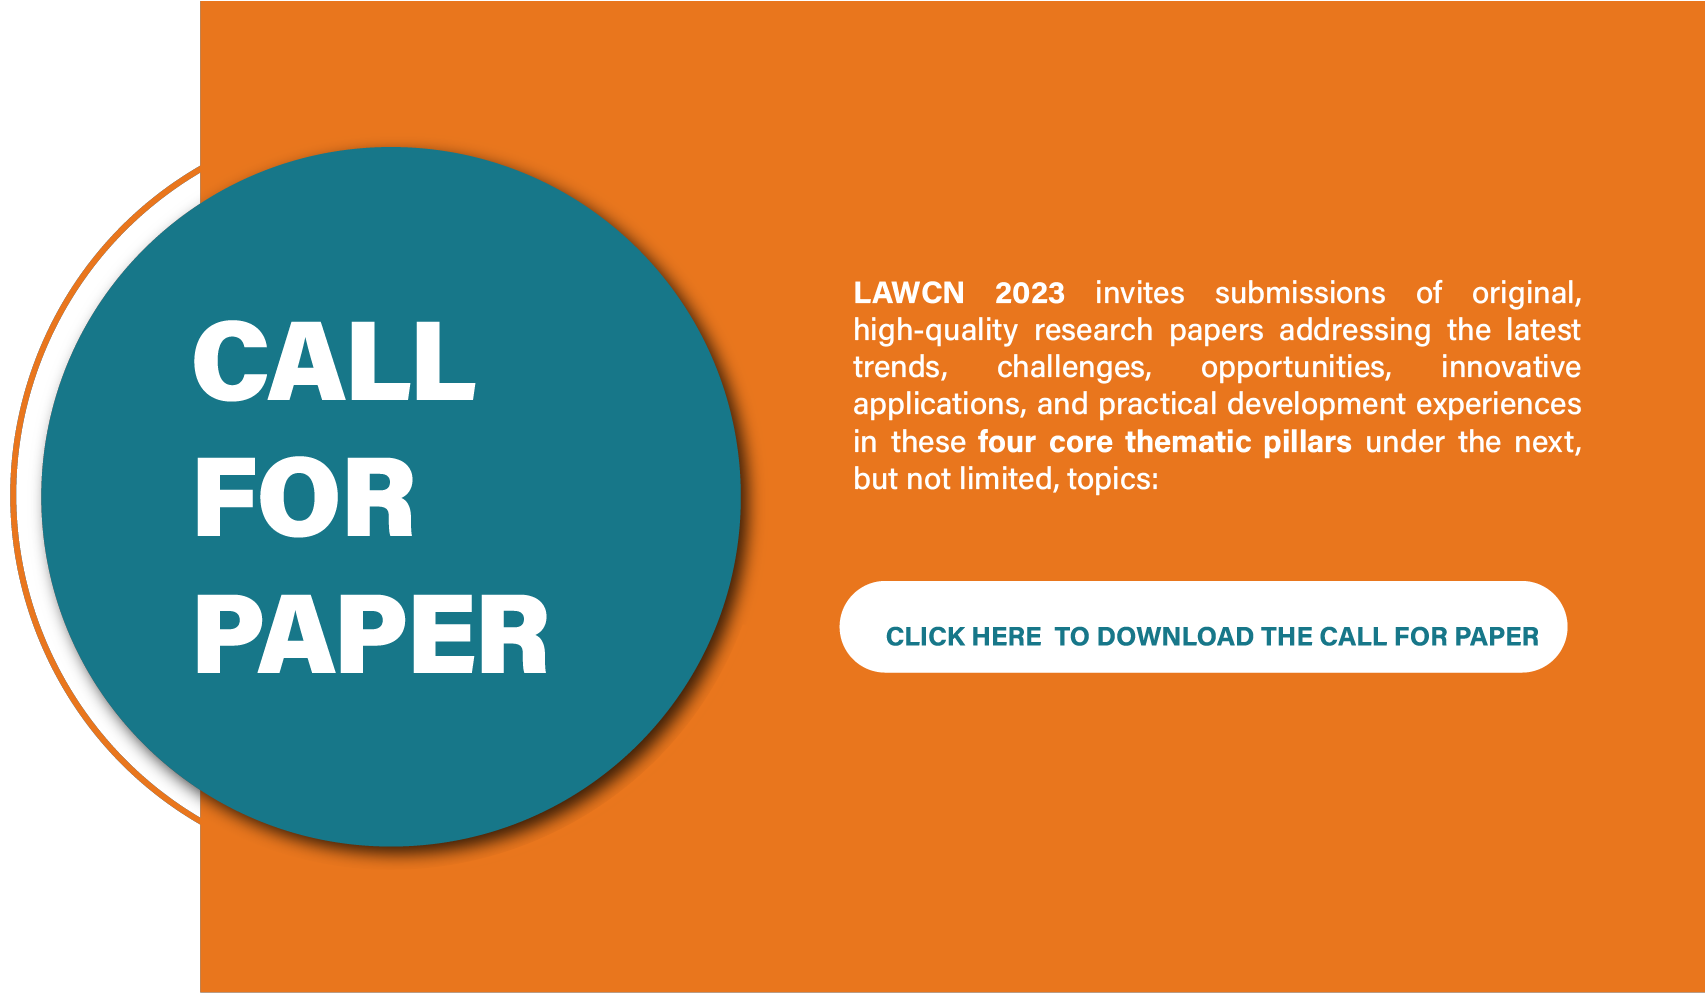 CALL
FOR
PAPER
LAWCN 2023 invites submissions of original,
high-quality research papers addressing the latest
trends, challenges, opportunities, innovative
applications, and practical development experiences
in these four core thematic pillars under the next,
but not limited, topics:
CLICK HERE TO DOWNLOAD THE CALL FOR PAPER